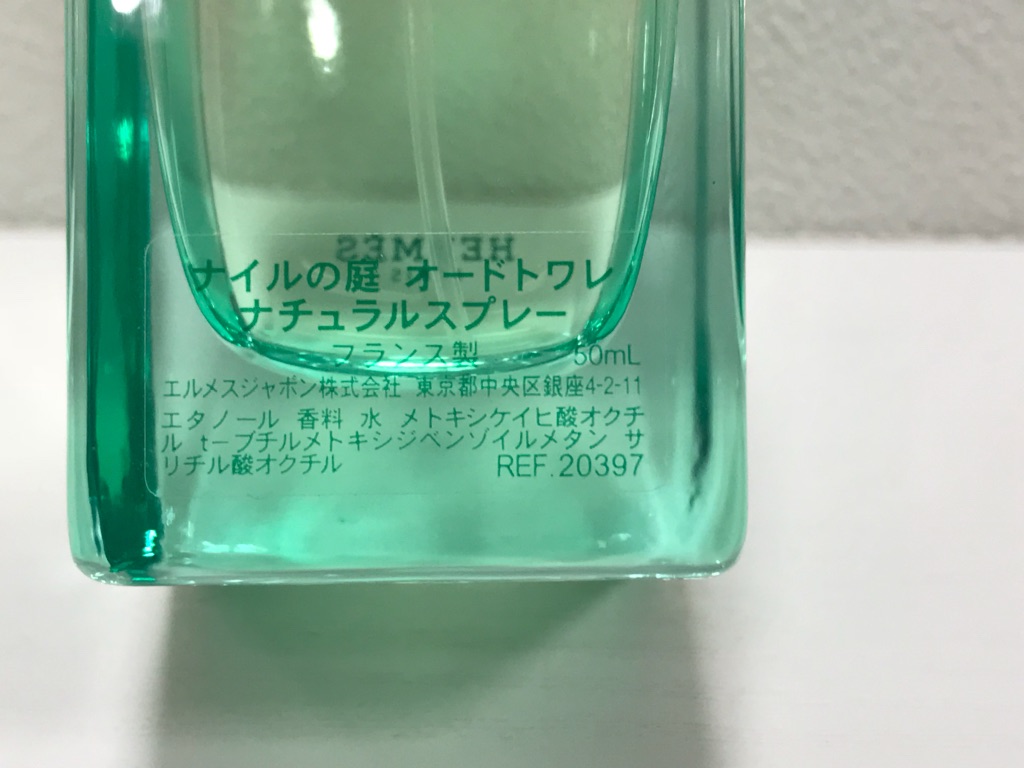 HERMÈS
ナイルの庭 オードトワレ
ナチュラルスプレー
フランス製 50mL
エルメスジャポン株式会社 東京都中央区銀座4-2-11
エタノール 香料 水 メトキシケイヒ酸オクチ
ル t−ブチルメトキシジベンゾイルメタン サ
リチル酸オクチル REF.20397